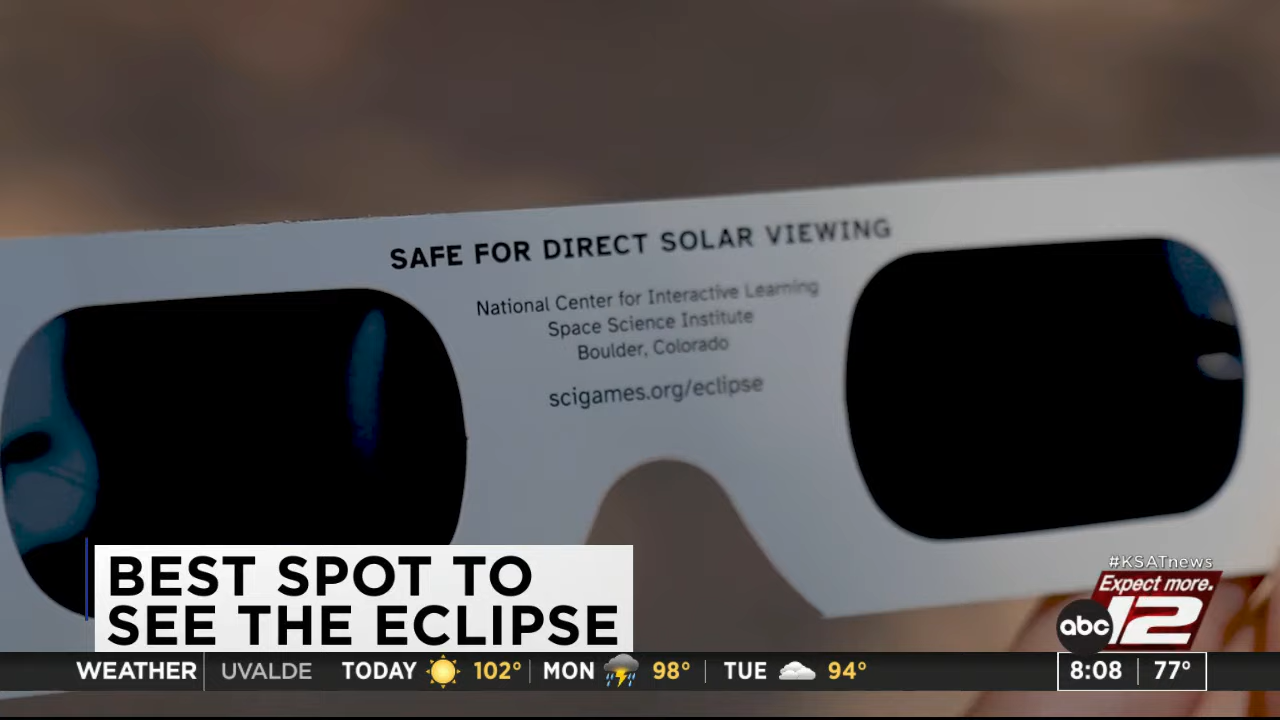 SAFE FOR DIRECT SOLAR VIEWING
National Center for Interactive Learning
Space Science Institute
Boulder, Colorado
scigames.org/eclipse
BEST SPOT TO
SEE THE ECLIPSE
#KSATnews
Expect more.
abc 12
WEATHER UVALDE TODAY 102° MON 98° TUE 94° 8:08 77°